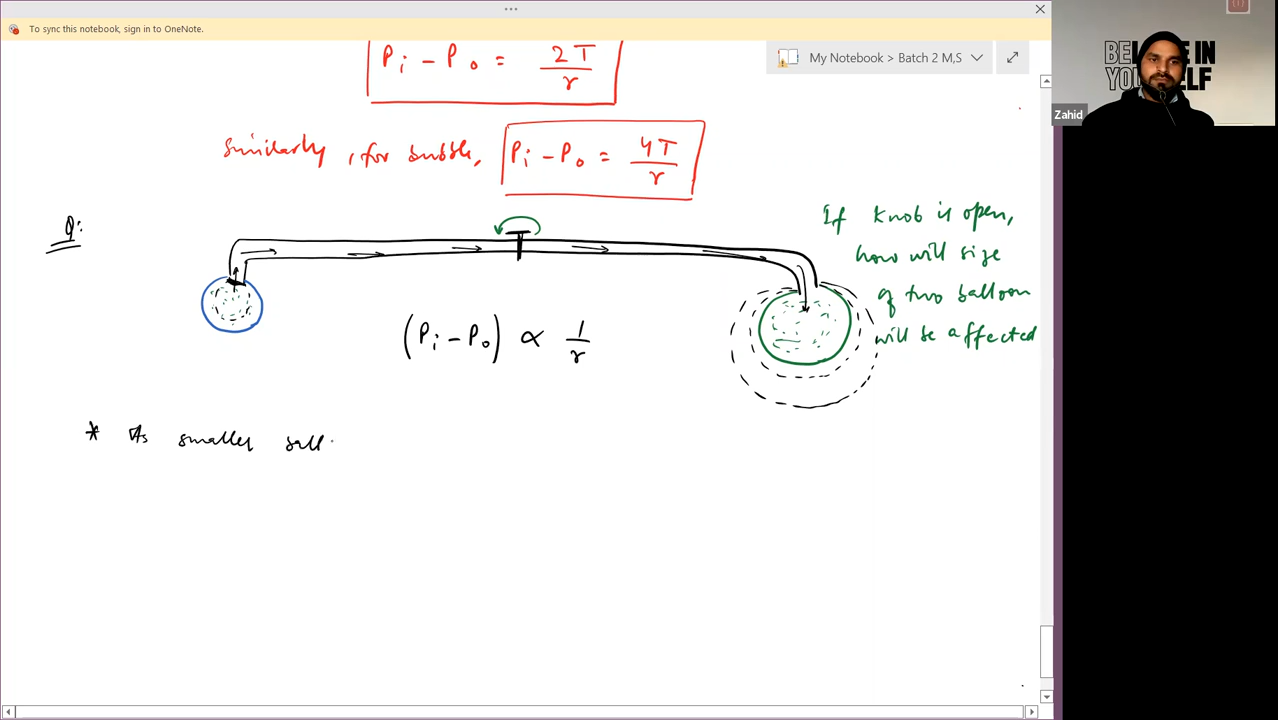 To sync this notebook, sign in to OneNote.
My Notebook > Batch 2 M,S
BELIEVE IN
YOURSELF
Zahid
Pi - Po = 2T/r
Similarly, for bubble, Pi - Po = 4T/r
Q:
If Knob is open,
how will size
of two balloon
will be affected
(Pi - Po) ∝ 1/r
* As smaller ball